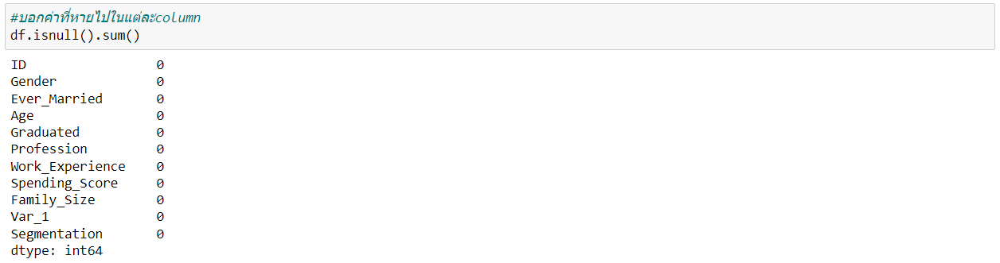 #บอกค่าที่หายไปในแต่ละcolumn
df.isnull().sum()
ID 0
Gender 0
Ever_Married 0
Age 0
Graduated 0
Profession 0
Work_Experience 0
Spending_Score 0
Family_Size 0
Var_1 0
Segmentation 0
dtype: int64